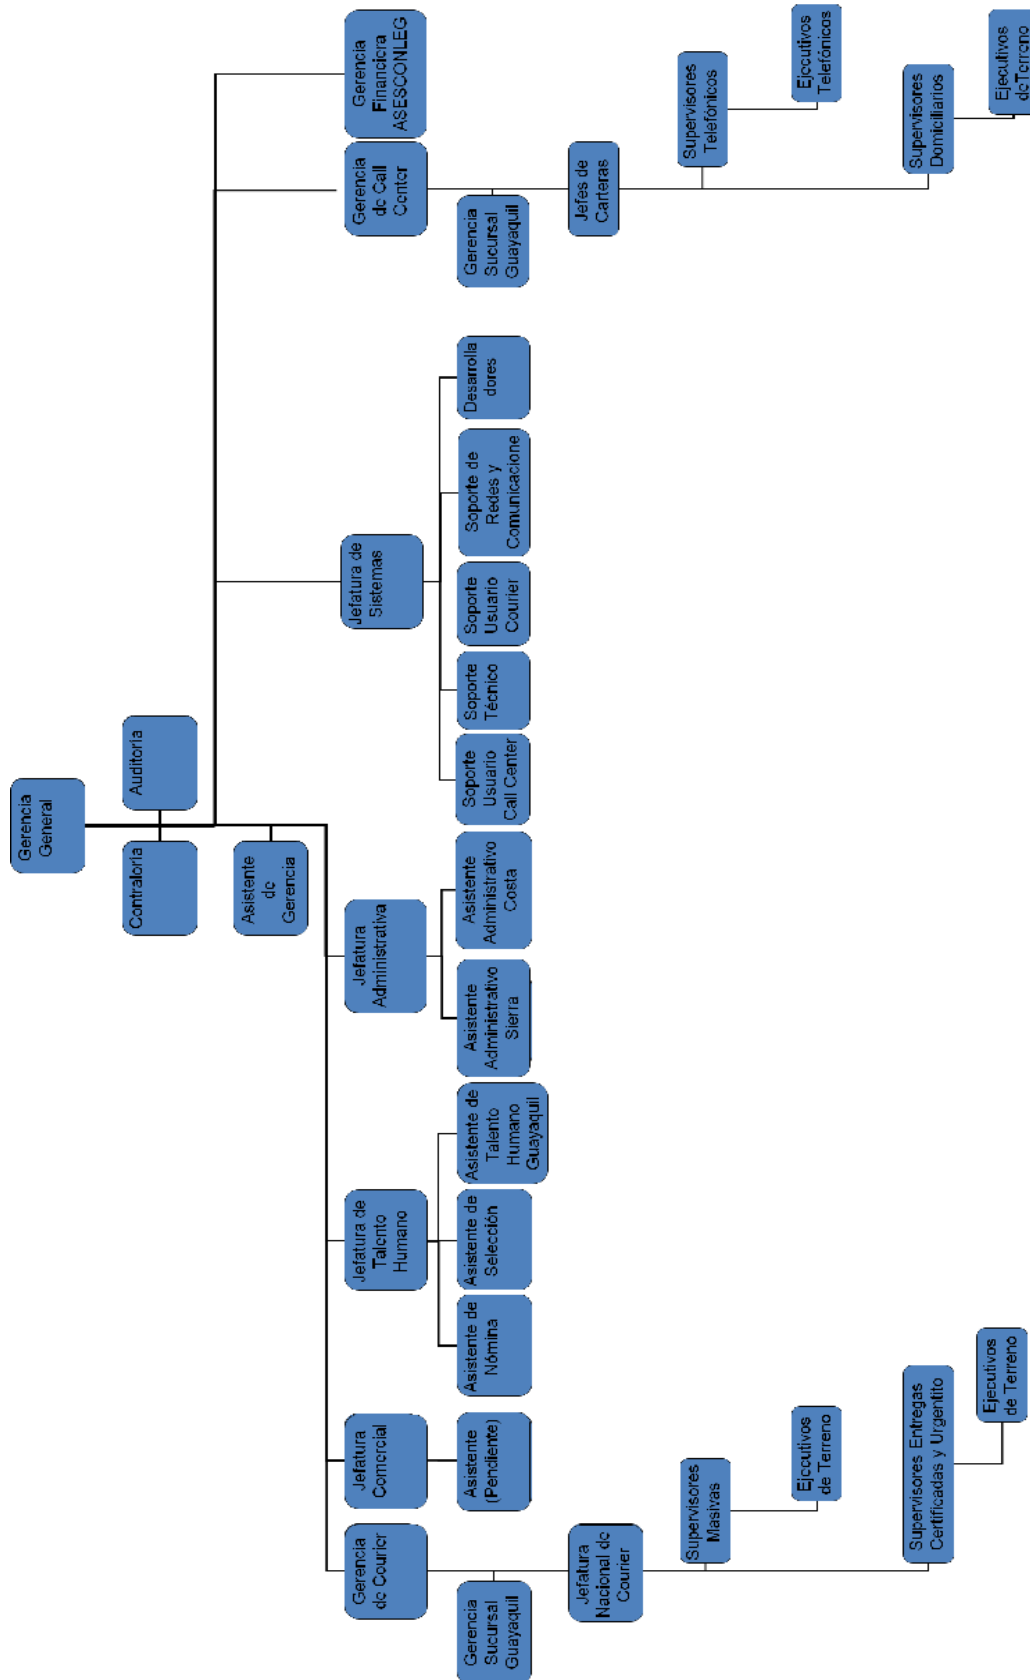 Gerencia
General
Contraloria
Auditoria
Asistente
de
Gerencia
Gerencia
de Courier
Jefatura
Comercial
Jefatura de
Talento
Humano
Jefatura
Administrativa
Jefatura de
Sistemas
Gerencia
de Call
Center
Gerencia
Financiera
ASESCONLEG
Gerencia
Sucursal
Guayaquil
Asistente
(Pendiente)
Asistente de
Nómina
Asistente de
Selección
Asistente de
Talento
Humano
Guayaquil
Asistente
Administrativo
Sierra
Asistente
Administrativo
Costa
Soporte
Usuario
Call Center
Soporte
Técnico
Soporte
Usuario
Courier
Soporte de
Redes y
Comunicacione
Desarrolla
dores
Gerencia
Sucursal
Guayaquil
Jefatura
Nacional de
Courier
Jefes de
Carteras
Supervisores
Masivas
Supervisores
Telefónicos
Ejecutivos
de Terreno
Ejecutivos
Telefónicos
Supervisores Entregas
Certificadas y Urgentito
Supervisores
Domiciliarios
Ejecutivos
de Terreno
Ejecutivos
de Terreno